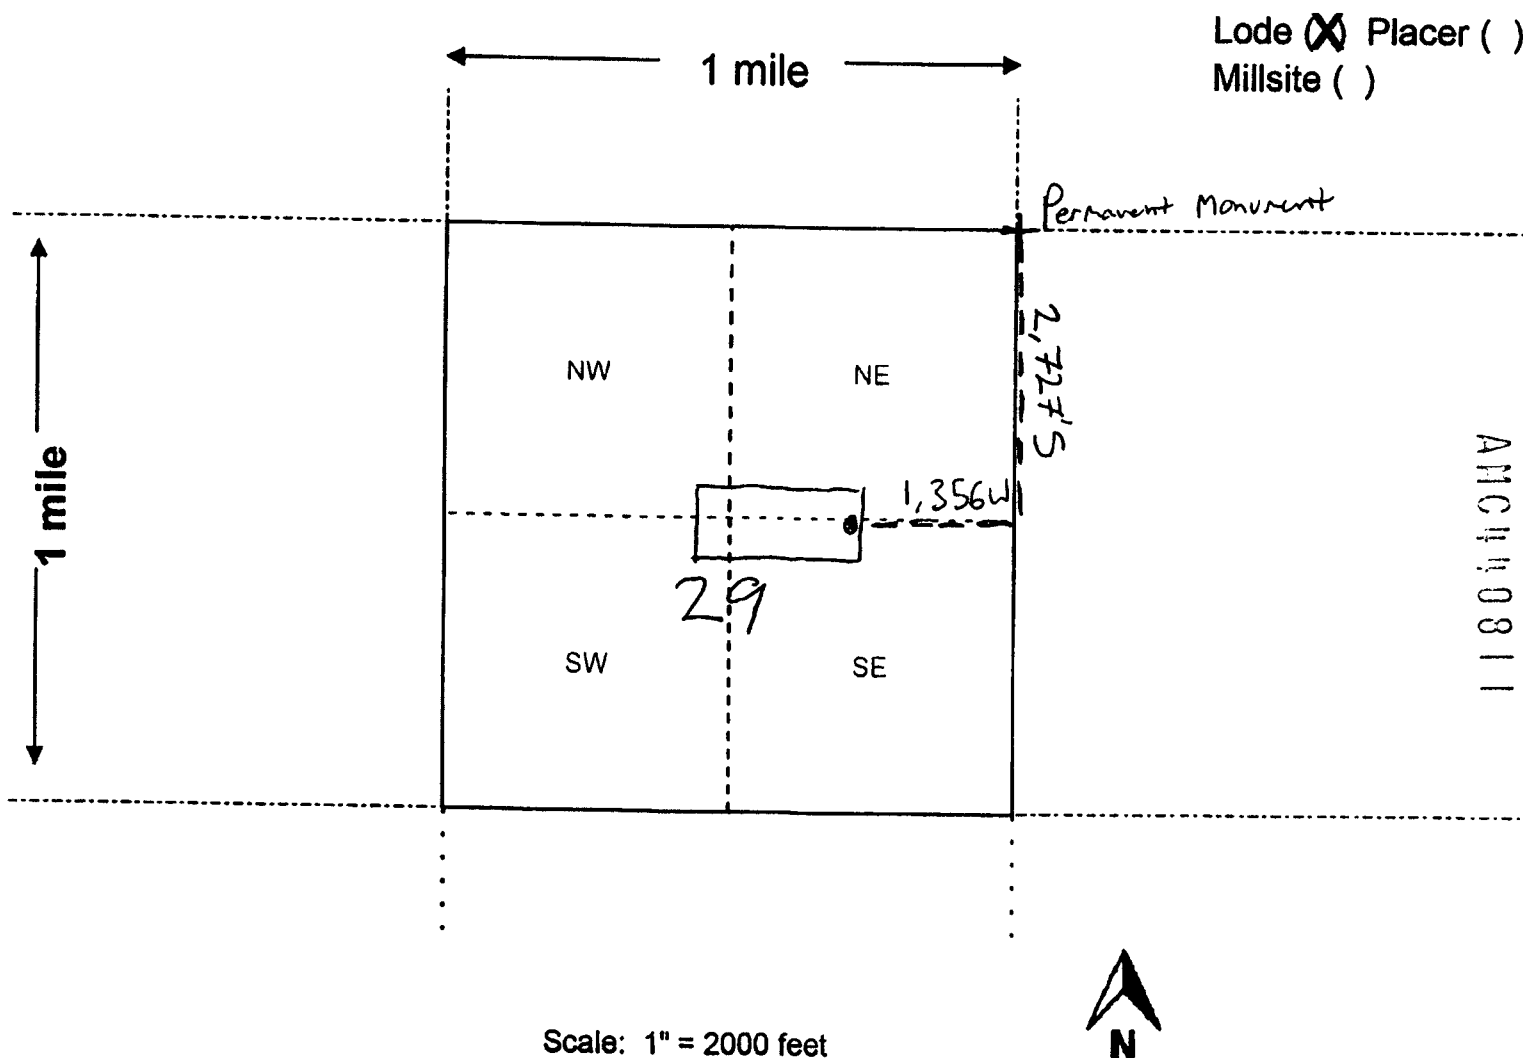 Lode (X) Placer ( )
Millsite ( )
1 mile
Permanent Monument
1 mile
NW
NE
2,727'S
1,356W
29
SW
SE
Scale: 1" = 2000 feet
N